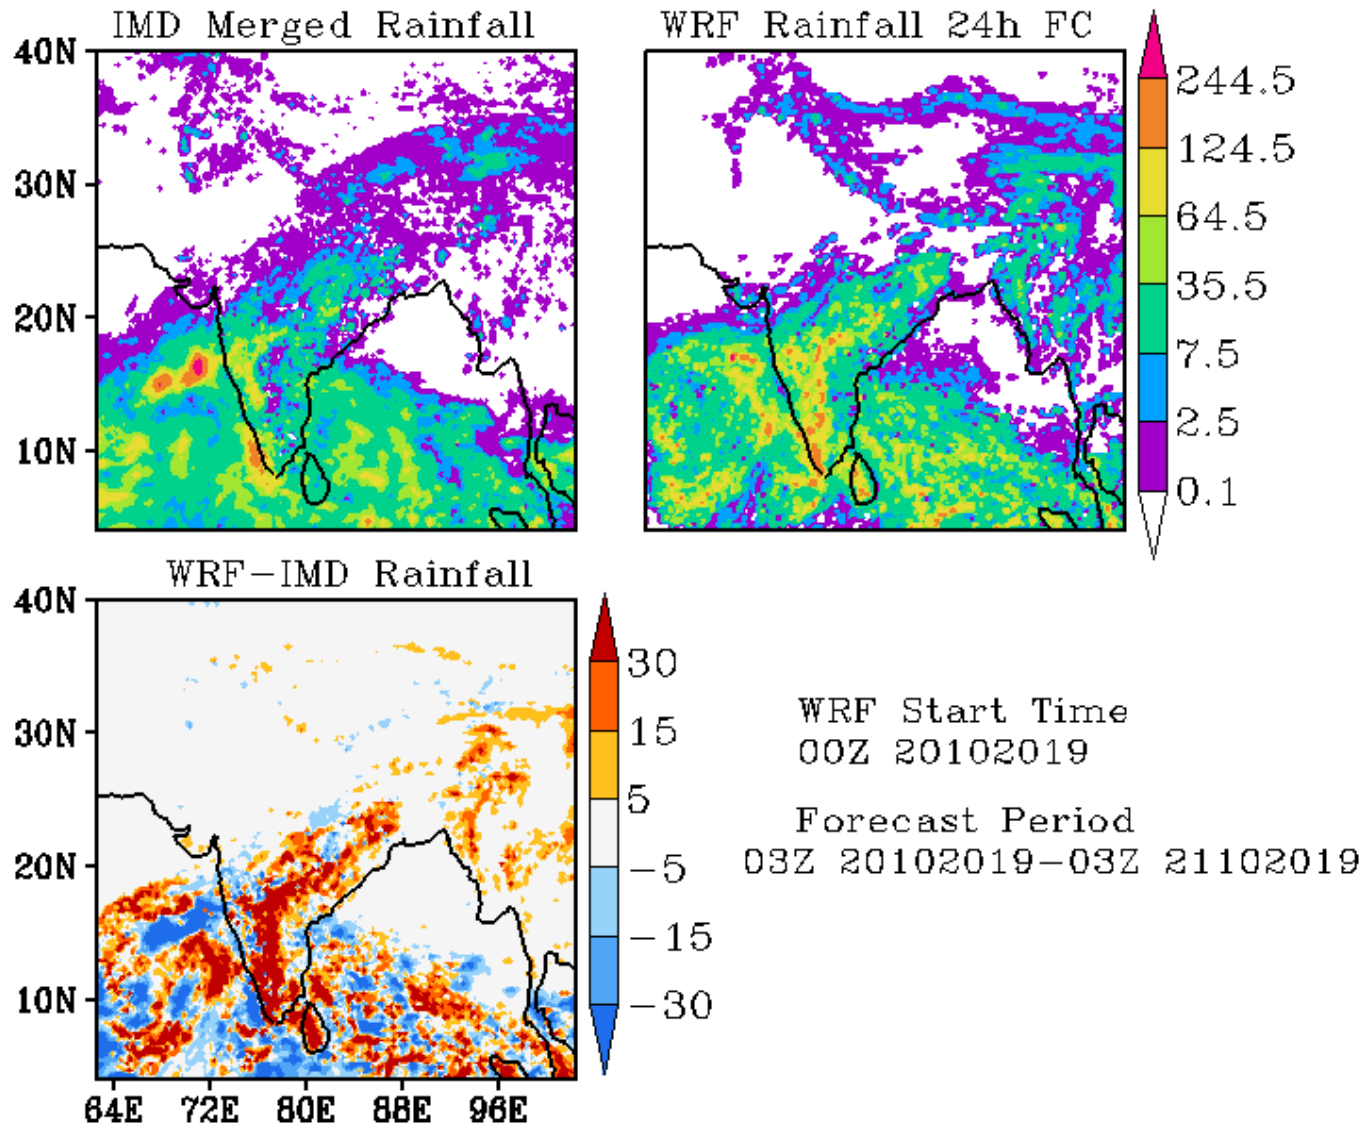 IMD Merged Rainfall
WRF Rainfall 24h FC
40N
30N
20N
10N
244.5
124.5
64.5
35.5
7.5
2.5
0.1
WRF-IMD Rainfall
40N
30N
20N
10N
64E 72E 80E 88E 96E
30
15
5
-5
-15
-30
WRF Start Time
00Z 20102019
Forecast Period
03Z 20102019-03Z 21102019